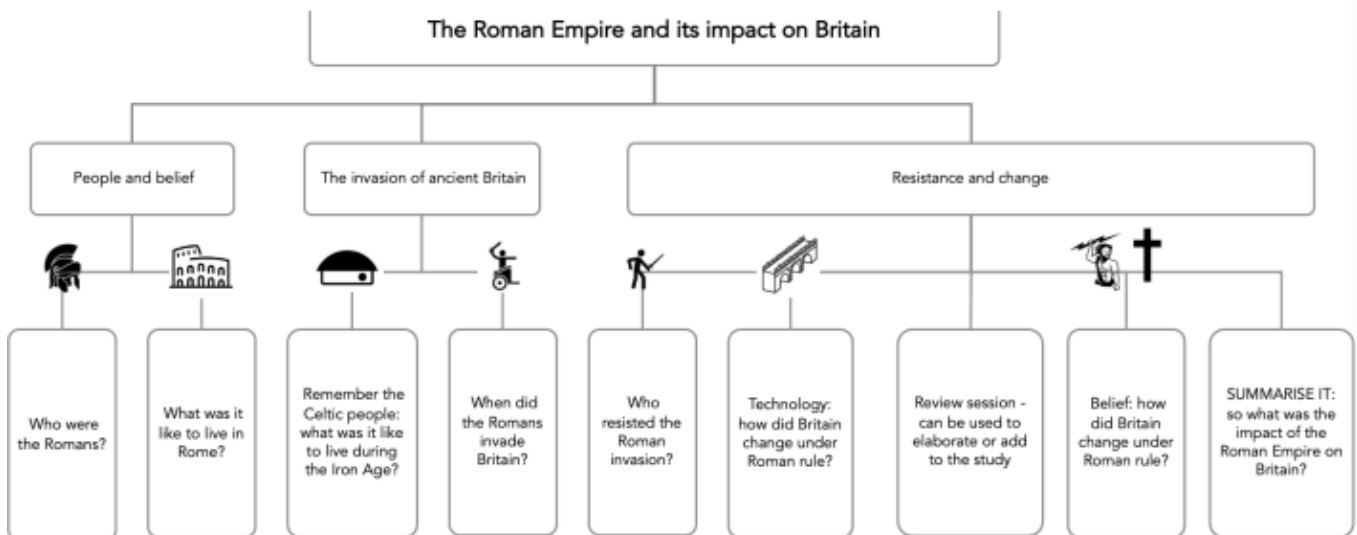 The Roman Empire and its impact on Britain
People and belief
The invasion of ancient Britain
Resistance and change
Who were
the Romans?
What was it
like to live in
Rome?
Remember the
Celtic people:
what was it like
to live during
the Iron Age?
When did
the Romans
invade
Britain?
Who
resisted the
Roman
invasion?
Technology:
how did Britain
change under
Roman rule?
Review session -
can be used to
elaborate or add
to the study
Belief: how
did Britain
change under
Roman rule?
SUMMARISE IT:
so what was the
impact of the
Roman Empire on
Britain?